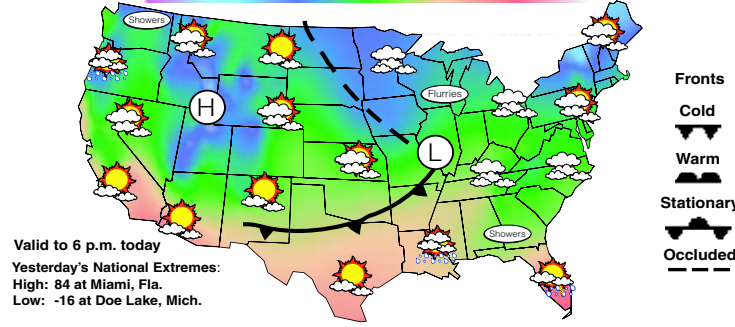 Showers
H
Flurries
L
Showers
Valid to 6 p.m. today
Yesterday's National Extremes:
High: 84 at Miami, Fla.
Low: -16 at Doe Lake, Mich.
Fronts
Cold
Warm
Stationary
Occluded